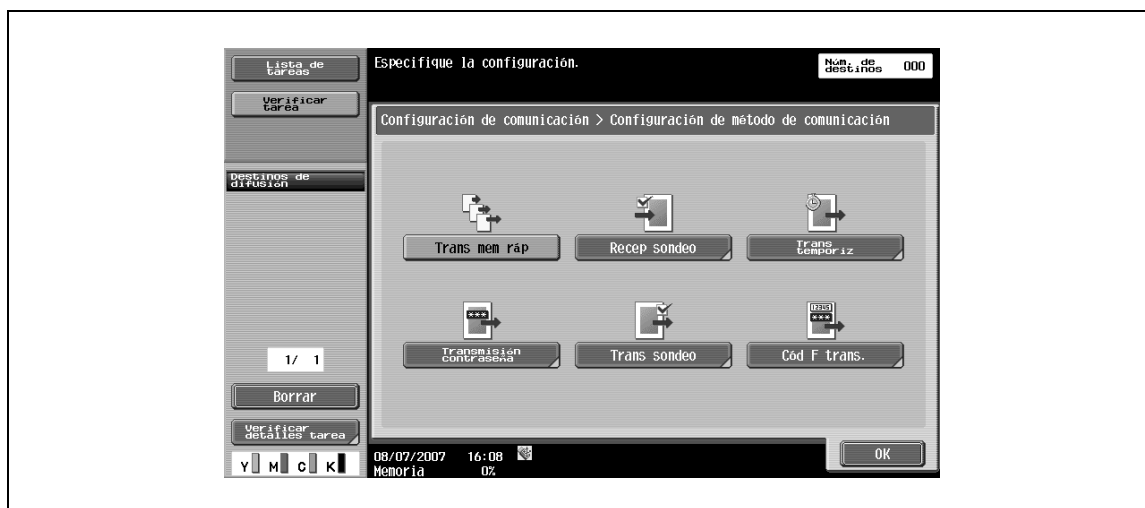 Lista de
tareas
Verificar
tarea
Destinos de
difusión
1/ 1
Borrar
Verificar
detalles tarea
Y M C K
Especifique la configuración.
Núm. de
destinos 000
Configuración de comunicación > Configuración de método de comunicación
Trans mem ráp
Recep sondeo
Trans
temporiz
12345
***
***
Transmisión
contraseña
Trans sondeo
Cód F trans.
08/07/2007 16:08
Memoria 0%
OK